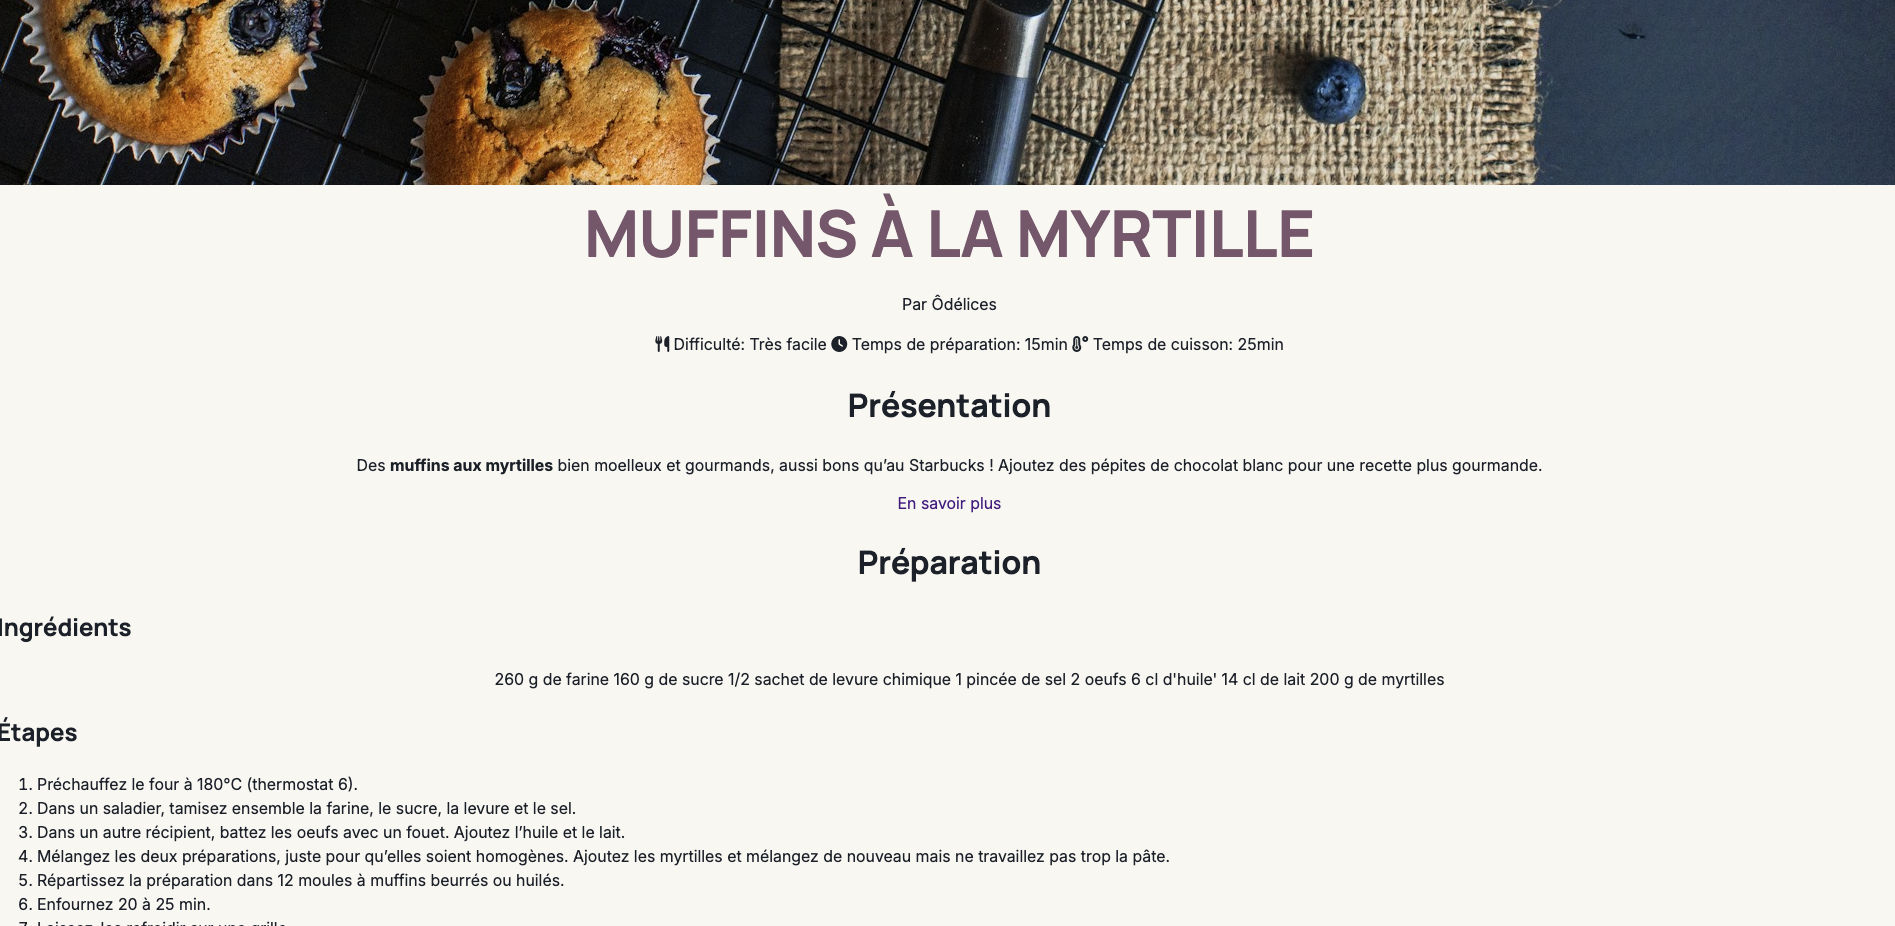 MUFFINS À LA MYRTILLE
Par Ôdélices
Difficulté: Très facile Temps de préparation: 15min Temps de cuisson: 25min
Présentation
Des muffins aux myrtilles bien moelleux et gourmands, aussi bons qu’au Starbucks ! Ajoutez des pépites de chocolat blanc pour une recette plus gourmande.
En savoir plus
Préparation
Ingrédients
260 g de farine 160 g de sucre 1/2 sachet de levure chimique 1 pincée de sel 2 oeufs 6 cl d'huile' 14 cl de lait 200 g de myrtilles
Étapes
1. Préchauffez le four à 180°C (thermostat 6).
2. Dans un saladier, tamisez ensemble la farine, le sucre, la levure et le sel.
3. Dans un autre récipient, battez les oeufs avec un fouet. Ajoutez l’huile et le lait.
4. Mélangez les deux préparations, juste pour qu’elles soient homogènes. Ajoutez les myrtilles et mélangez de nouveau mais ne travaillez pas trop la pâte.
5. Répartissez la préparation dans 12 moules à muffins beurrés ou huilés.
6. Enfournez 20 à 25 min.
7. Laissez-les refroidir sur une grille.